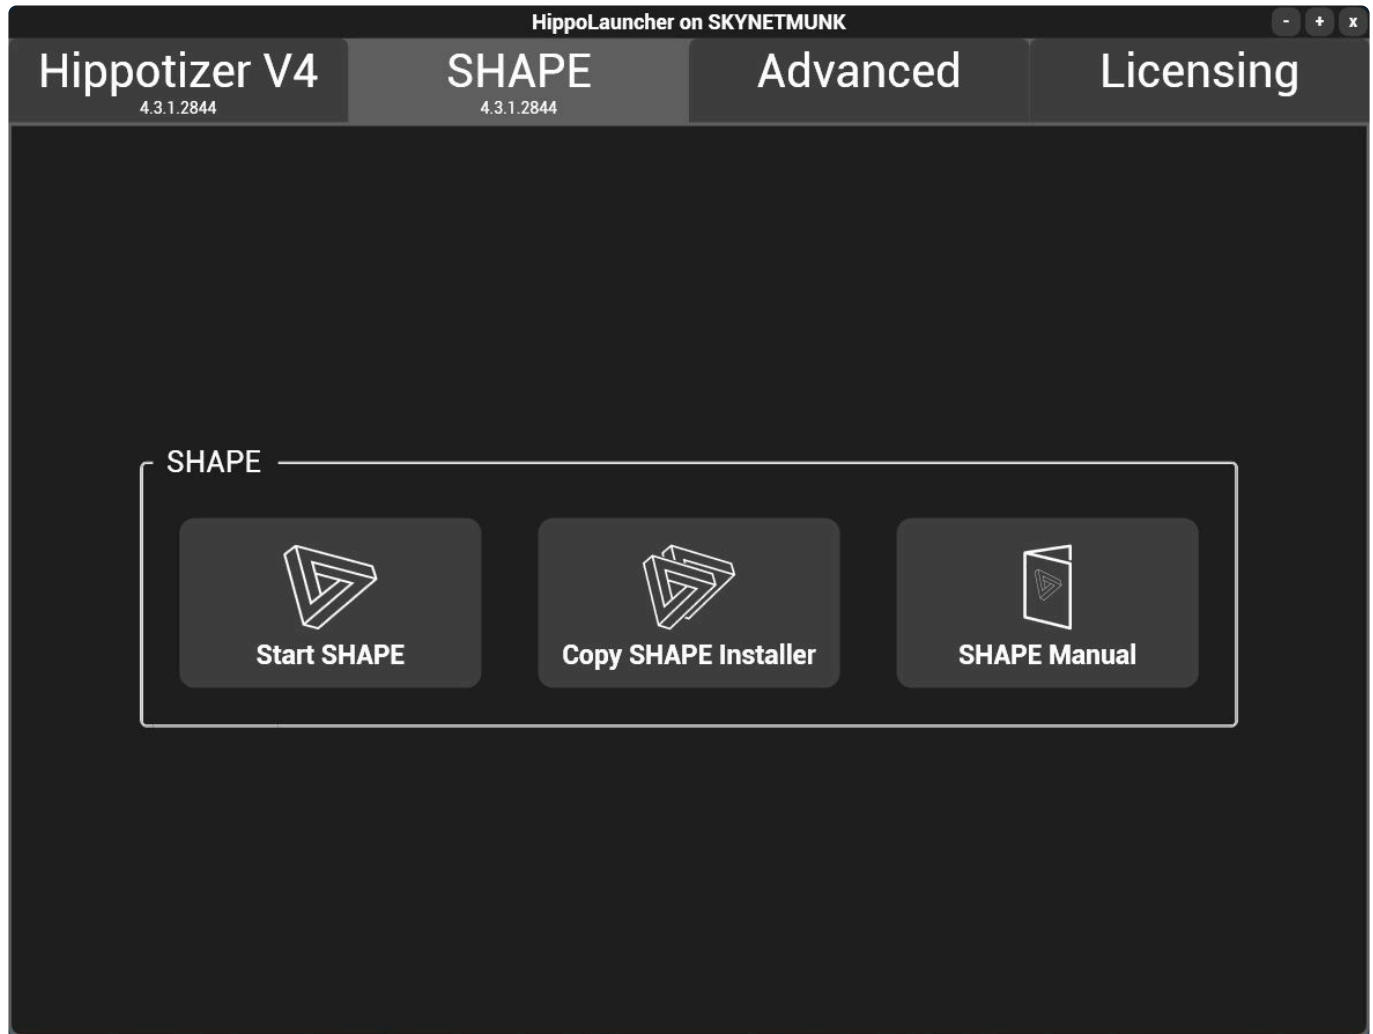 HippoLauncher on SKYNETMUNK
- + x
Hippotizer V4 SHAPE Advanced Licensing
4.3.1.2844 4.3.1.2844
SHAPE
Start SHAPE Copy SHAPE Installer SHAPE Manual